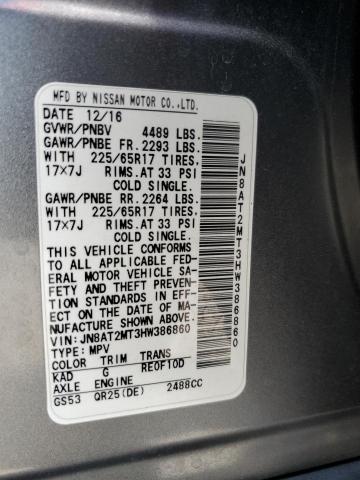 MFD BY NISSAN MOTOR CO.,LTD.
DATE 12/16
GVWR/PNBV 4489 LBS.
GAWR/PNBE FR. 2293 LBS.
WITH 225/65R17 TIRES,
17×7J RIMS. AT 33 PSI
COLD SINGLE.
GAWR/PNBE RR. 2264 LBS.
WITH 225/65R17 TIRES,
17×7J RIMS. AT 33 PSI
COLD SINGLE.
THIS VEHICLE CONFORMS
TO ALL APPLICABLE FED-
ERAL MOTOR VEHICLE SA-
FETY AND THEFT PREVEN-
TION STANDARDS IN EFF-
ECT ON THE DATE OF MA-
NUFACTURE SHOWN ABOVE.
VIN: JN8AT2MT3HW386860
TYPE: MPV
COLOR TRIM TRANS
KAD G RE0F10D
AXLE ENGINE
GS53 QR25(DE) 2488CC
JN8AT2MT3HW386860